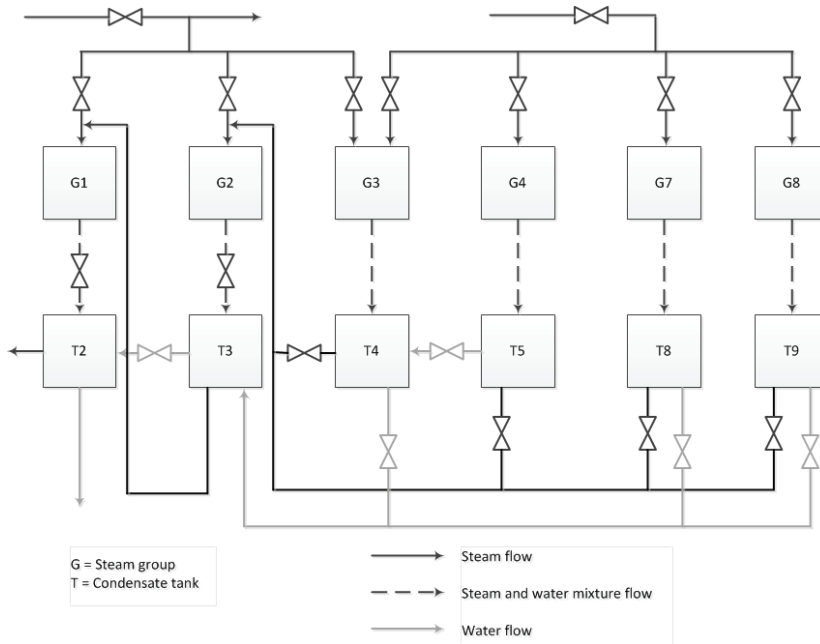 G1
G2
G3
G4
G7
G8
T2
T3
T4
T5
T8
T9
G = Steam group
T = Condensate tank
Steam flow
Steam and water mixture flow
Water flow